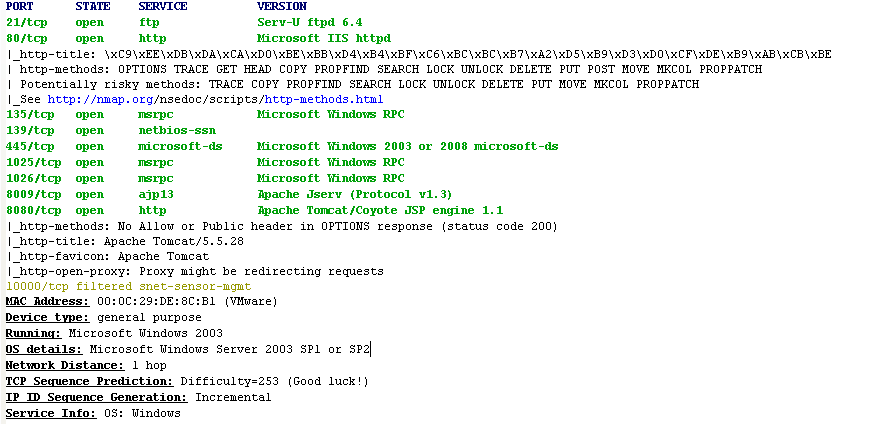 PORT STATE SERVICE VERSION
21/tcp open ftp Serv-U ftpd 6.4
80/tcp open http Microsoft IIS httpd
|_http-title: \xC9\xEE\xDB\xDA\xCA\xD0\xBE\xBB\xD4\xB4\xBF\xC6\xBC\xBC\xB7\xA2\xD5\xB9\xD3\xD0\xCF\xDE\xB9\xAB\xCB\xBE
| http-methods: OPTIONS TRACE GET HEAD COPY PROPFIND SEARCH LOCK UNLOCK DELETE PUT POST MOVE MKCOL PROPPATCH
| Potentially risky methods: TRACE COPY PROPFIND SEARCH LOCK UNLOCK DELETE PUT MOVE MKCOL PROPPATCH
|_See http://nmap.org/nsedoc/scripts/http-methods.html
135/tcp open msrpc Microsoft Windows RPC
139/tcp open netbios-ssn
445/tcp open microsoft-ds Microsoft Windows 2003 or 2008 microsoft-ds
1025/tcp open msrpc Microsoft Windows RPC
1026/tcp open msrpc Microsoft Windows RPC
8009/tcp open ajp13 Apache Jserv (Protocol v1.3)
8080/tcp open http Apache Tomcat/Coyote JSP engine 1.1
|_http-methods: No Allow or Public header in OPTIONS response (status code 200)
|_http-title: Apache Tomcat/5.5.28
|_http-favicon: Apache Tomcat
|_http-open-proxy: Proxy might be redirecting requests
10000/tcp filtered snet-sensor-mgmt
MAC Address: 00:0C:29:DE:8C:B1 (VMware)
Device type: general purpose
Running: Microsoft Windows 2003
OS details: Microsoft Windows Server 2003 SP1 or SP2
Network Distance: 1 hop
TCP Sequence Prediction: Difficulty=253 (Good luck!)
IP ID Sequence Generation: Incremental
Service Info: OS: Windows